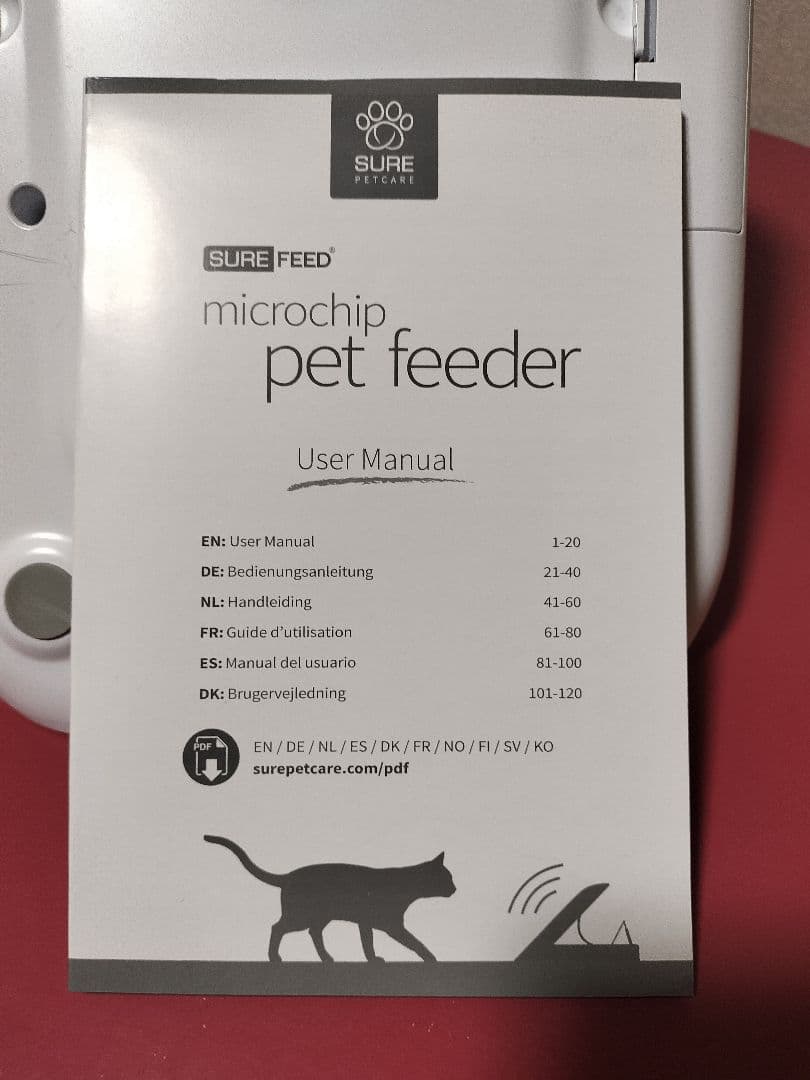 SURE
PETCARE
SURE FEED®
microchip
pet feeder
User Manual
EN: User Manual 1-20
DE: Bedienungsanleitung 21-40
NL: Handleiding 41-60
FR: Guide d'utilisation 61-80
ES: Manual del usuario 81-100
DK: Brugervejledning 101-120
PDF
EN / DE / NL / ES / DK / FR / NO / FI / SV / KO
surepetcare.com/pdf